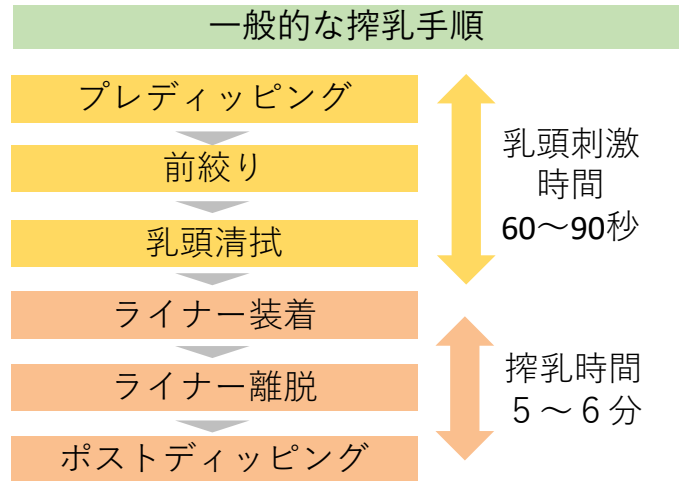 一般的な搾乳手順
プレディッピング
前絞り
乳頭清拭
ライナー装着
ライナー離脱
ポストディッピング
乳頭刺激
時間
60～90秒
搾乳時間
５～６分